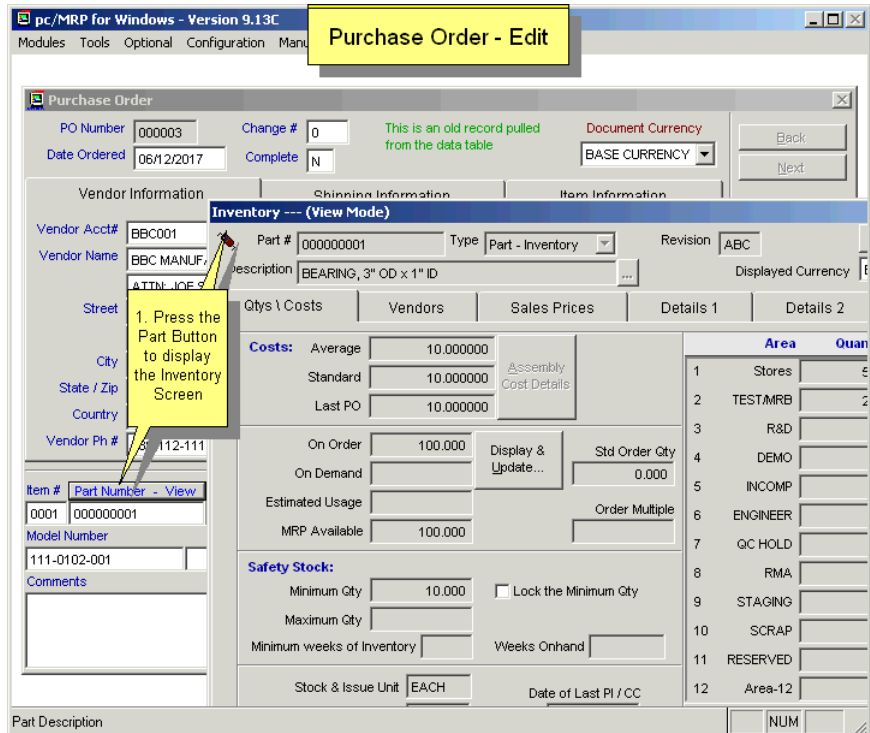 pc/MRP for Windows - Version 9.13C
Purchase Order - Edit
Modules Tools Optional Configuration
Purchase Order
PO Number 000003 Change # 0 This is an old record pulled from the data table Document Currency
Date Ordered 06/12/2017 Complete N BASE CURRENCY
Back
Next
Vendor Information Shipping Information Item Information
Vendor Acct# BBC001
Vendor Name
Street
City
State / Zip
Country
Vendor Ph #
1. Press the
Part Button
to display
the Inventory
Screen
Item # Part Number - View
0001 000000001
Model Number
111-0102-001
Comments
Inventory --- (View Mode)
Part # 000000001 Type Part - Inventory Revision ABC
Description BEARING, 3" OD x 1" ID ... Displayed Currency
Qtys \ Costs Vendors Sales Prices Details 1 Details 2
Costs: Average 10.000000
Standard 10.000000
Last PO 10.000000
Assembly
Cost Details
On Order 100.000
On Demand
Estimated Usage
MRP Available 100.000
Display &
Update...
Std Order Qty
0.000
Order Multiple
Safety Stock:
Minimum Qty 10.000 Lock the Minimum Qty
Maximum Qty
Minimum weeks of Inventory Weeks Onhand
Stock & Issue Unit EACH Date of Last PI / CC
Area
1 Stores
2 TEST/MRB
3 R&D
4 DEMO
5 INCOMP
6 ENGINEER
7 QC HOLD
8 RMA
9 STAGING
10 SCRAP
11 RESERVED
12 Area-12
Part Description NUM